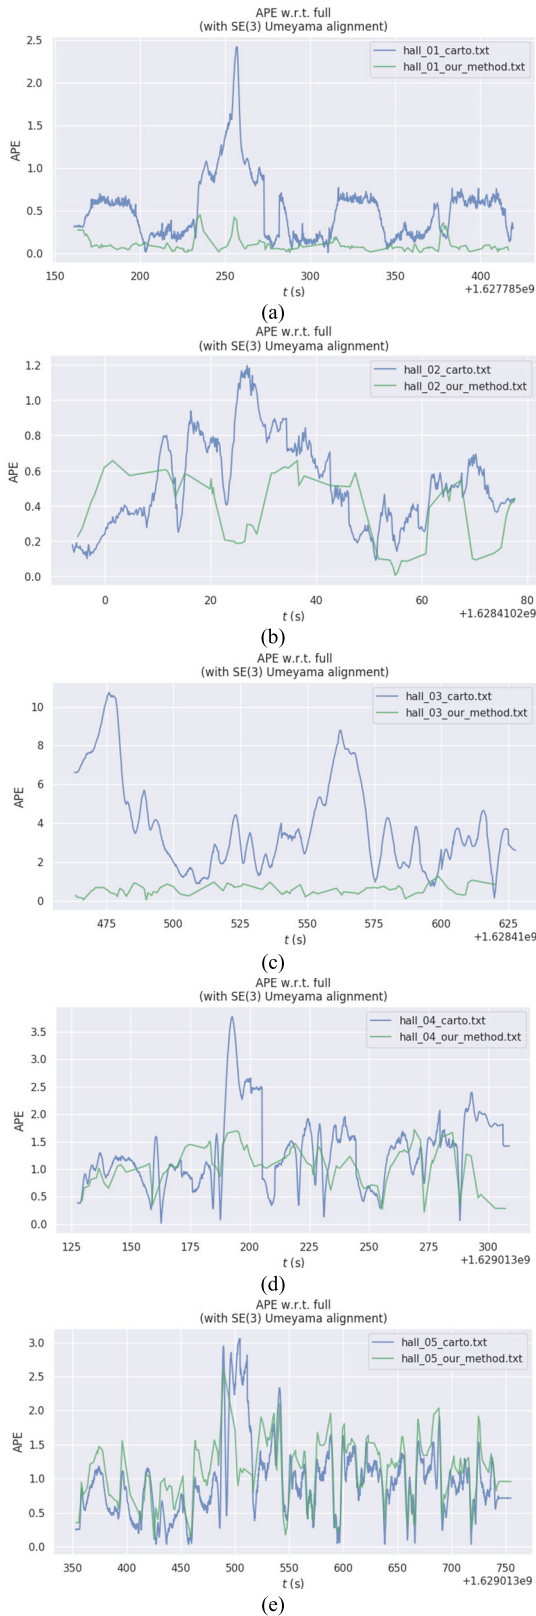 APE w.r.t. full
(with SE(3) Umeyama alignment)
hall_01_carto.txt
hall_01_our_method.txt
2.5
2.0
1.5
1.0
0.5
0.0
APE
150 200 250 300 350 400
t (s)
+1.627785e9
(a)
APE w.r.t. full
(with SE(3) Umeyama alignment)
hall_02_carto.txt
hall_02_our_method.txt
1.2
1.0
0.8
0.6
0.4
0.2
0.0
APE
0 20 40 60 80
t (s)
+1.6284102e9
(b)
APE w.r.t. full
(with SE(3) Umeyama alignment)
hall_03_carto.txt
hall_03_our_method.txt
10
8
6
4
2
0
APE
475 500 525 550 575 600 625
t (s)
+1.62841e9
(c)
APE w.r.t. full
(with SE(3) Umeyama alignment)
hall_04_carto.txt
hall_04_our_method.txt
3.5
3.0
2.5
2.0
1.5
1.0
0.5
0.0
APE
125 150 175 200 225 250 275 300
t (s)
+1.629013e9
(d)
APE w.r.t. full
(with SE(3) Umeyama alignment)
hall_05_carto.txt
hall_05_our_method.txt
3.0
2.5
2.0
1.5
1.0
0.5
0.0
APE
350 400 450 500 550 600 650 700 750
t (s)
+1.629013e9
(e)